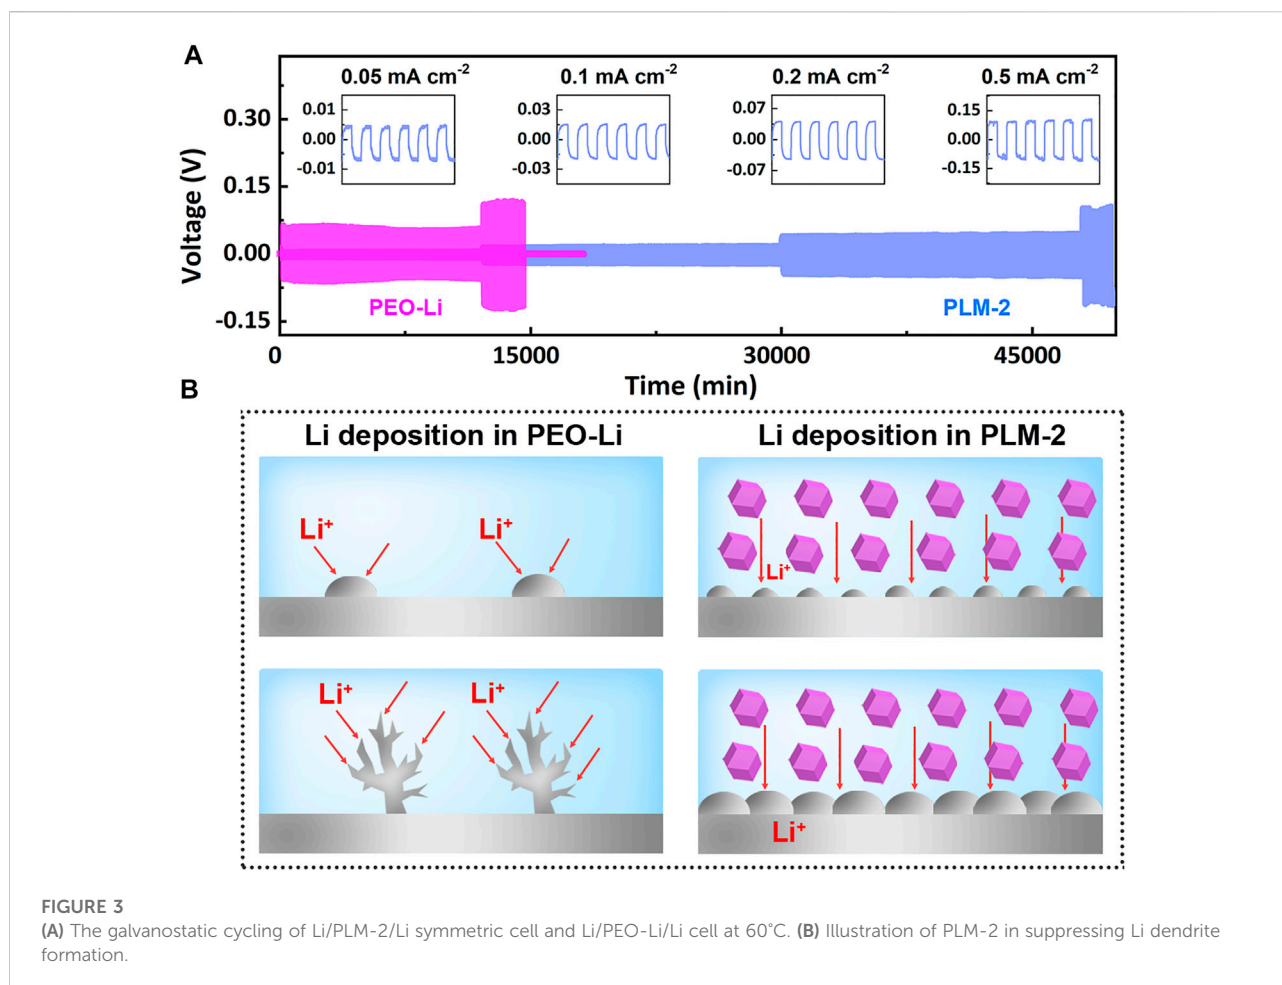 A
0.05 mA cm⁻²
0.1 mA cm⁻²
0.2 mA cm⁻²
0.5 mA cm⁻²
0.01
0.00
-0.01
0.03
0.00
-0.03
0.07
0.00
-0.07
0.15
0.00
-0.15
Voltage (V)
0.30
0.15
0.00
-0.15
PEO-Li
PLM-2
0
15000
30000
45000
Time (min)
B
Li deposition in PEO-Li
Li deposition in PLM-2
Li⁺
Li⁺
Li⁺
Li⁺
Li⁺
Li⁺
FIGURE 3
(A) The galvanostatic cycling of Li/PLM-2/Li symmetric cell and Li/PEO-Li/Li cell at 60°C. (B) Illustration of PLM-2 in suppressing Li dendrite
formation.